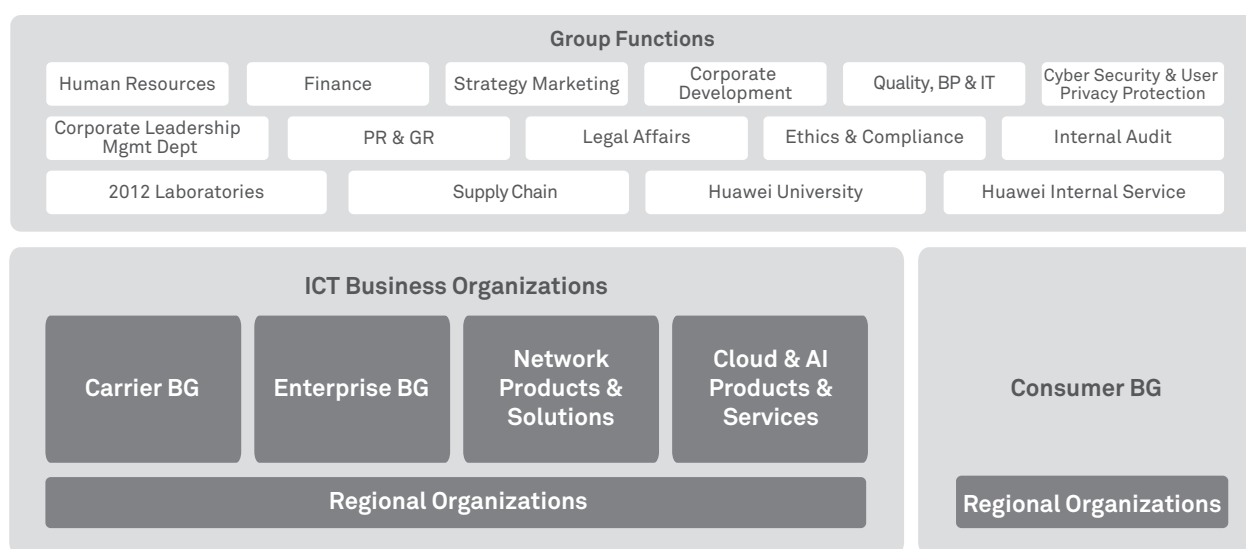 Group Functions
Human Resources
Finance
Strategy Marketing
Corporate
Development
Quality, BP & IT
Cyber Security & User
Privacy Protection
Corporate Leadership
Mgmt Dept
PR & GR
Legal Affairs
Ethics & Compliance
Internal Audit
2012 Laboratories
Supply Chain
Huawei University
Huawei Internal Service
ICT Business Organizations
Carrier BG
Enterprise BG
Network
Products &
Solutions
Cloud & AI
Products &
Services
Regional Organizations
Consumer BG
Regional Organizations